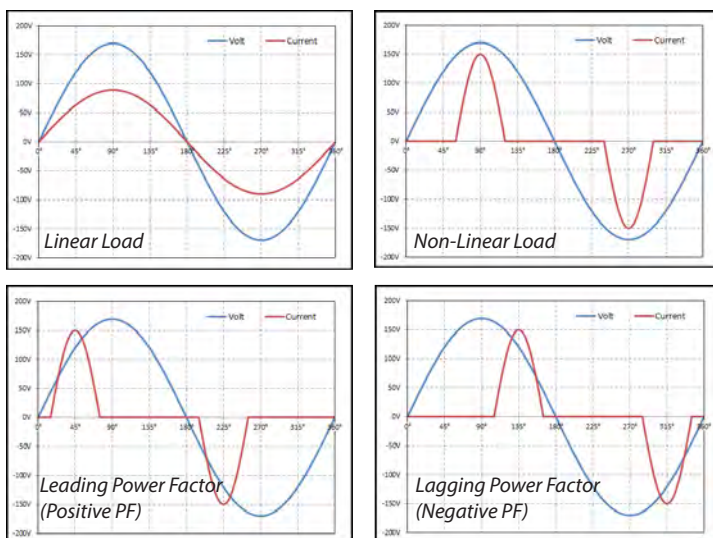 200V
Volt Current
150V
100V
50V
0V
0° 45° 90° 135° 180° 225° 270° 315° 360°
-50V
-100V
-150V
-200V
Linear Load
200V
Volt Current
150V
100V
50V
0V
0° 45° 90° 135° 180° 225° 270° 315° 360°
-50V
-100V
-150V
-200V
Non-Linear Load
200V
Volt Current
150V
100V
50V
0V
0° 45° 90° 135° 180° 225° 270° 315° 360°
-50V
-100V
-150V
-200V
Leading Power Factor
(Positive PF)
200V
Volt Current
150V
100V
50V
0V
0° 45° 90° 135° 180° 225° 270° 315° 360°
-50V
-100V
-150V
-200V
Lagging Power Factor
(Negative PF)